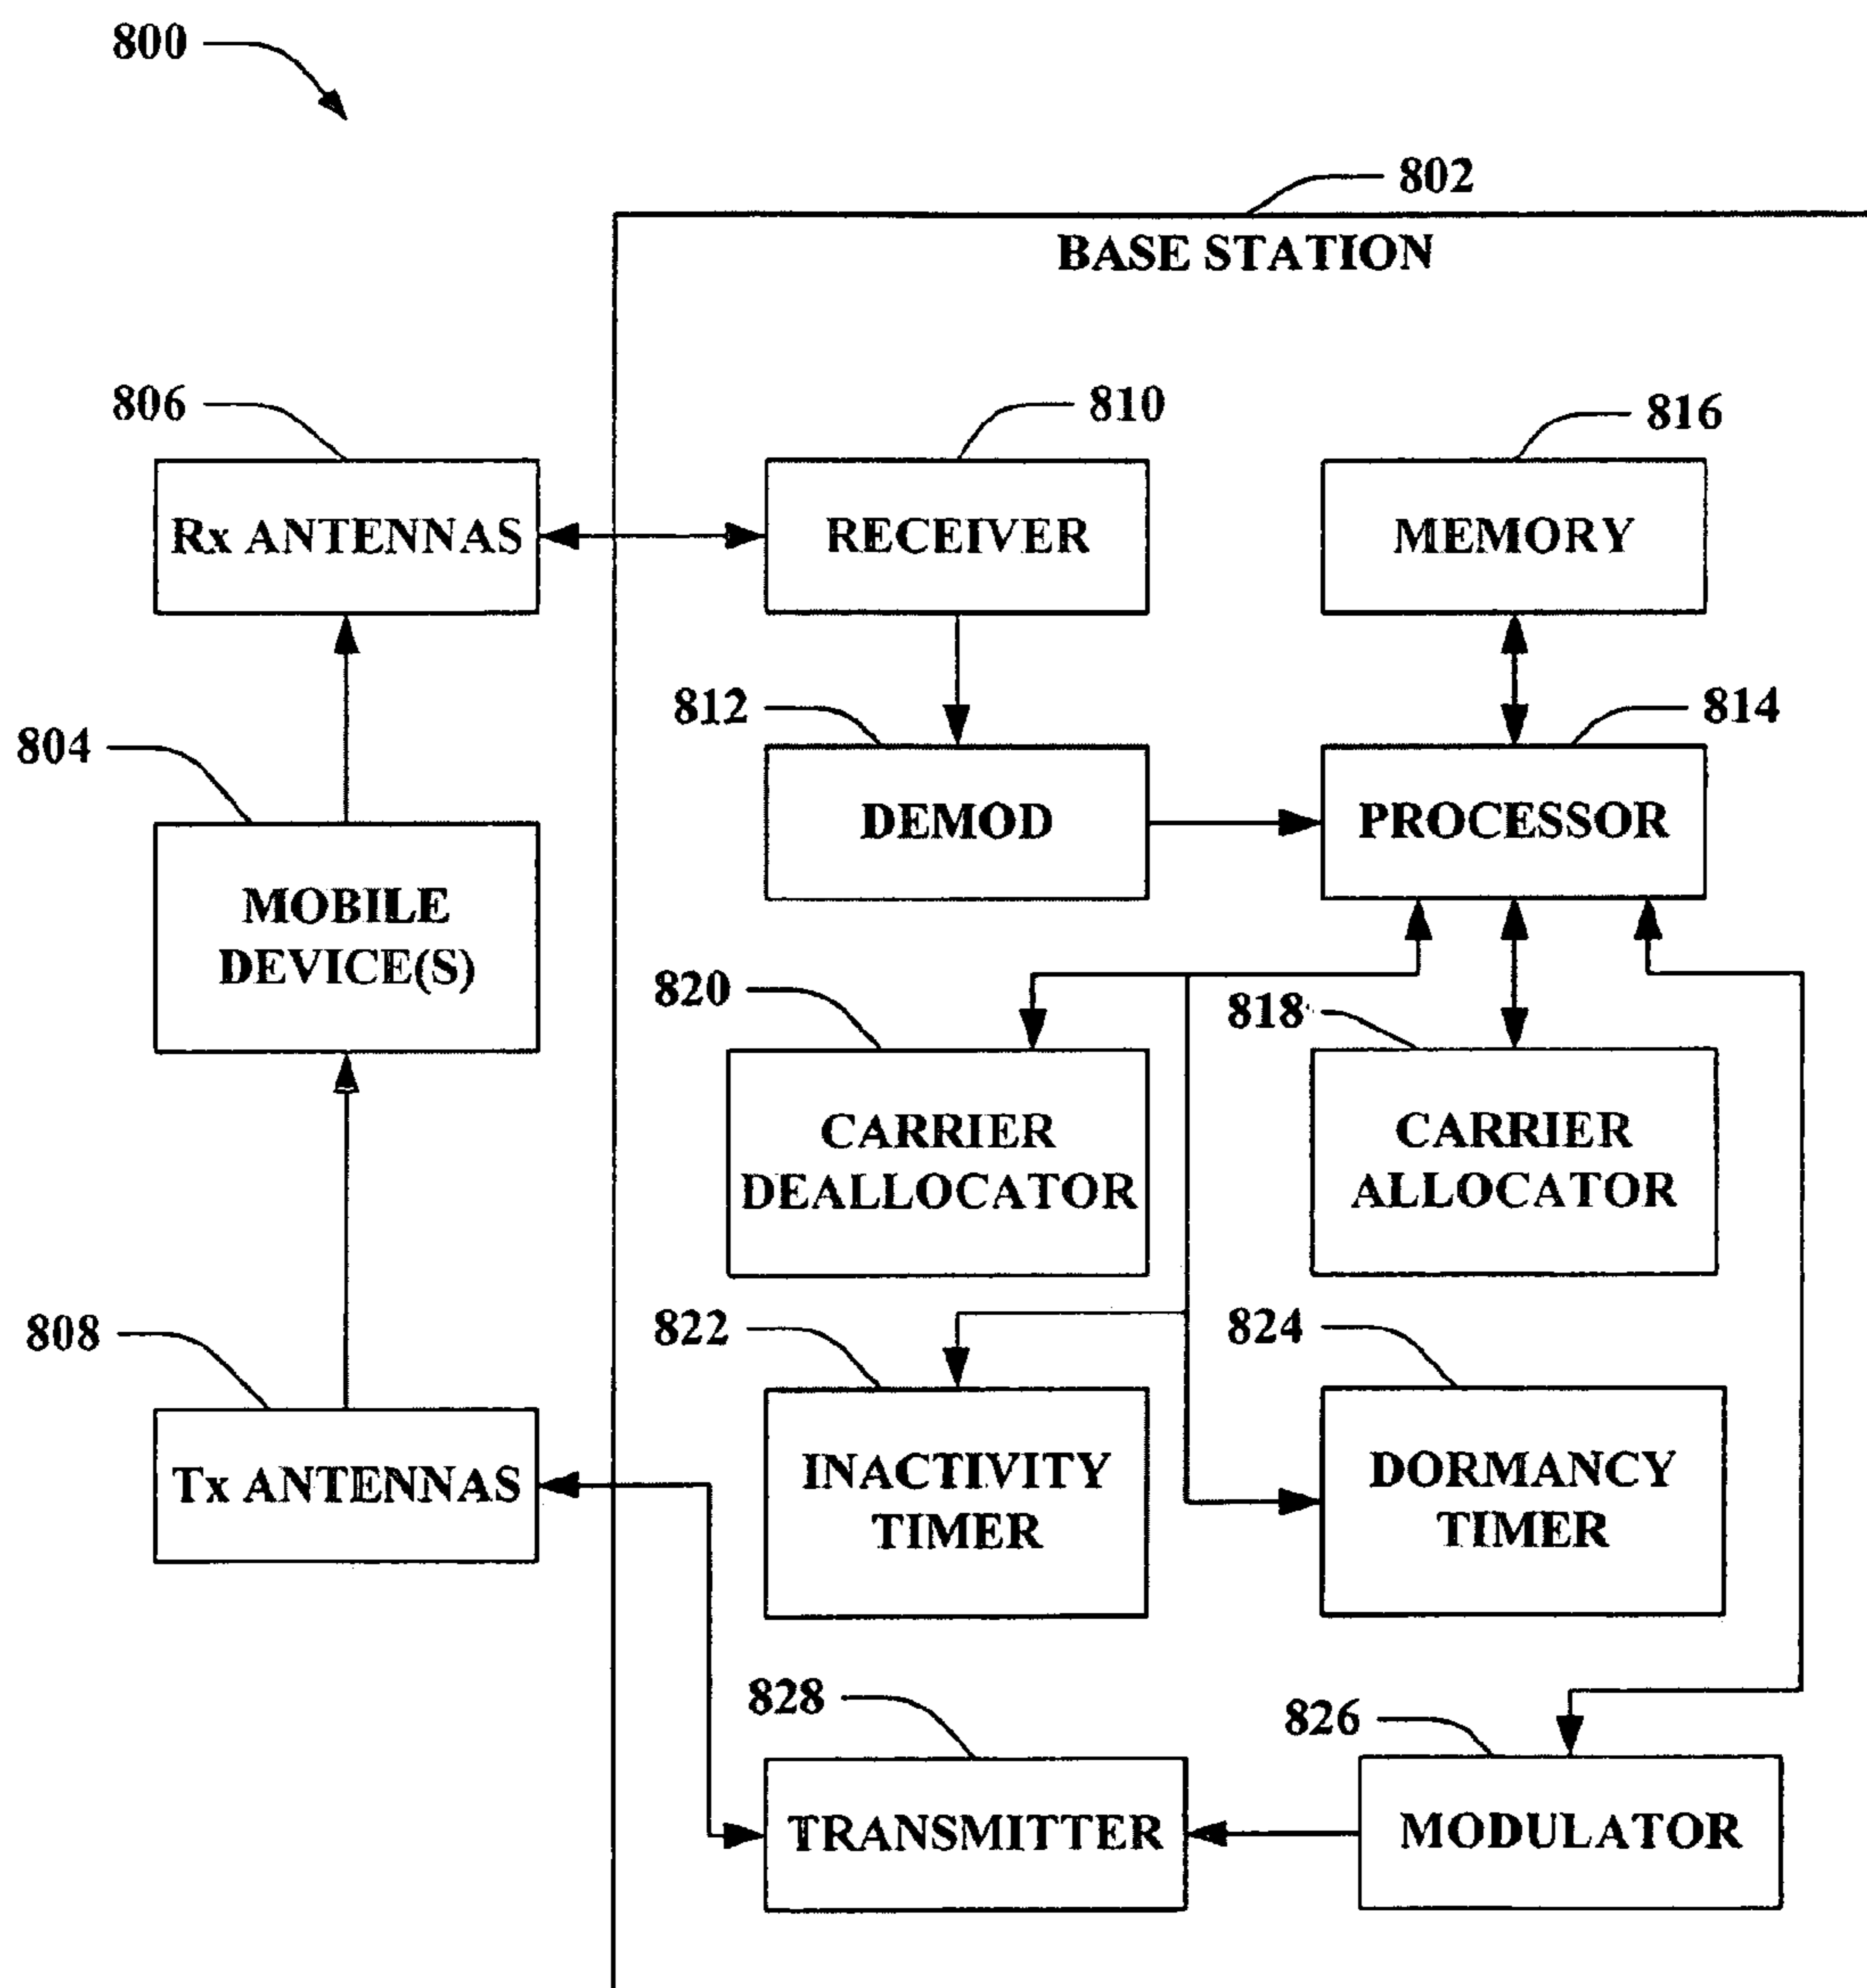 800
802
BASE STATION
806
810
816
Rx ANTENNAS
RECEIVER
MEMORY
812
814
804
DEMOD
PROCESSOR
MOBILE
DEVICE(S)
820
818
CARRIER
DEALLOCATOR
CARRIER
ALLOCATOR
808
822
824
Tx ANTENNAS
INACTIVITY
TIMER
DORMANCY
TIMER
828
826
TRANSMITTER
MODULATOR